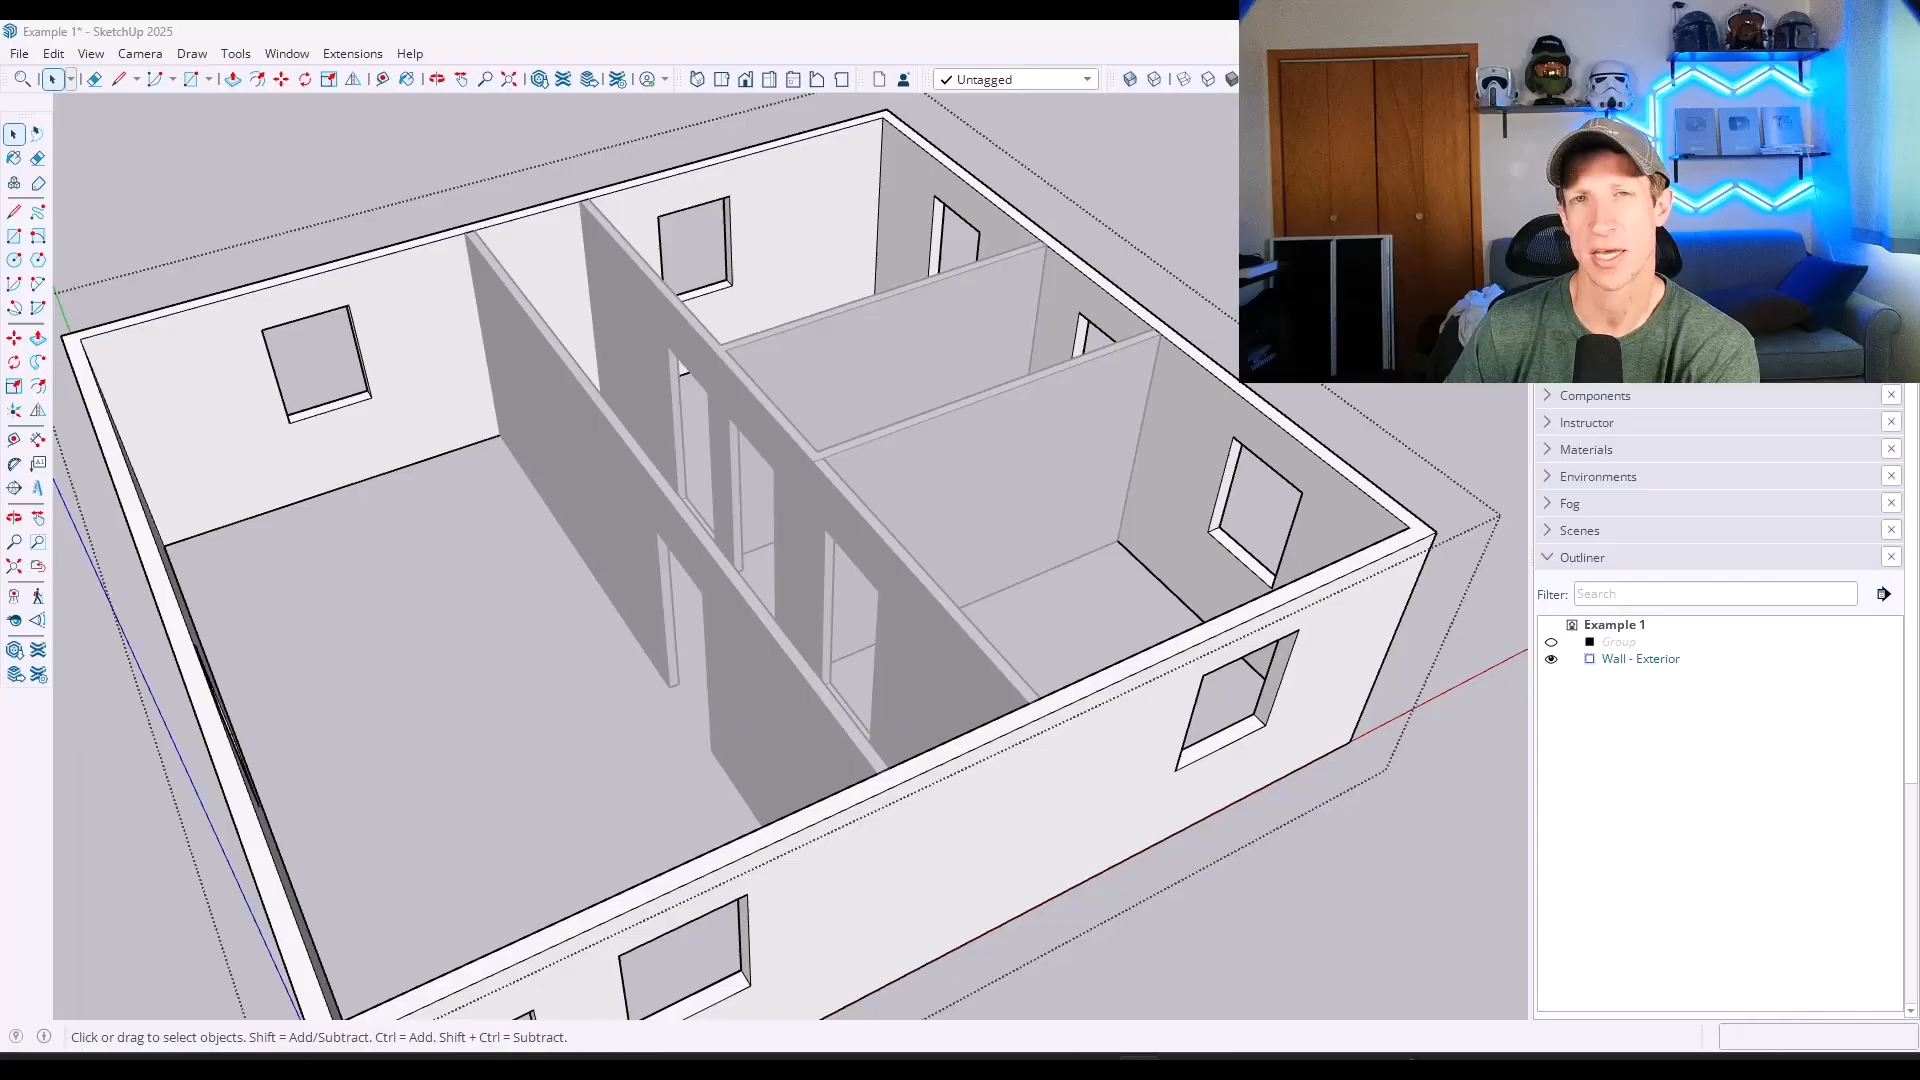 Example 1* - SketchUp 2025
File Edit View Camera Draw Tools Window Extensions Help
Untagged
Components
Instructor
Materials
Environments
Fog
Scenes
Outliner
Filter: Search
Example 1
Group
Wall - Exterior
Click or drag to select objects. Shift = Add/Subtract. Ctrl = Add. Shift + Ctrl = Subtract.